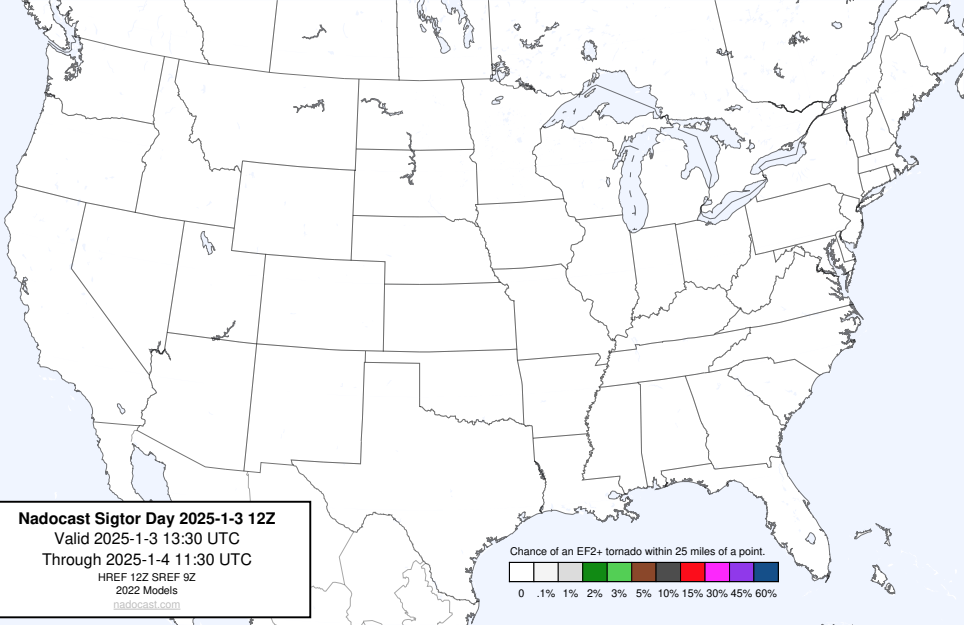 Nadocast Sigtor Day 2025-1-3 12Z
Valid 2025-1-3 13:30 UTC
Through 2025-1-4 11:30 UTC
HREF 12Z SREF 9Z
2022 Models
nadocast.com
Chance of an EF2+ tornado within 25 miles of a point.
0 .1% 1% 2% 3% 5% 10% 15% 30% 45% 60%